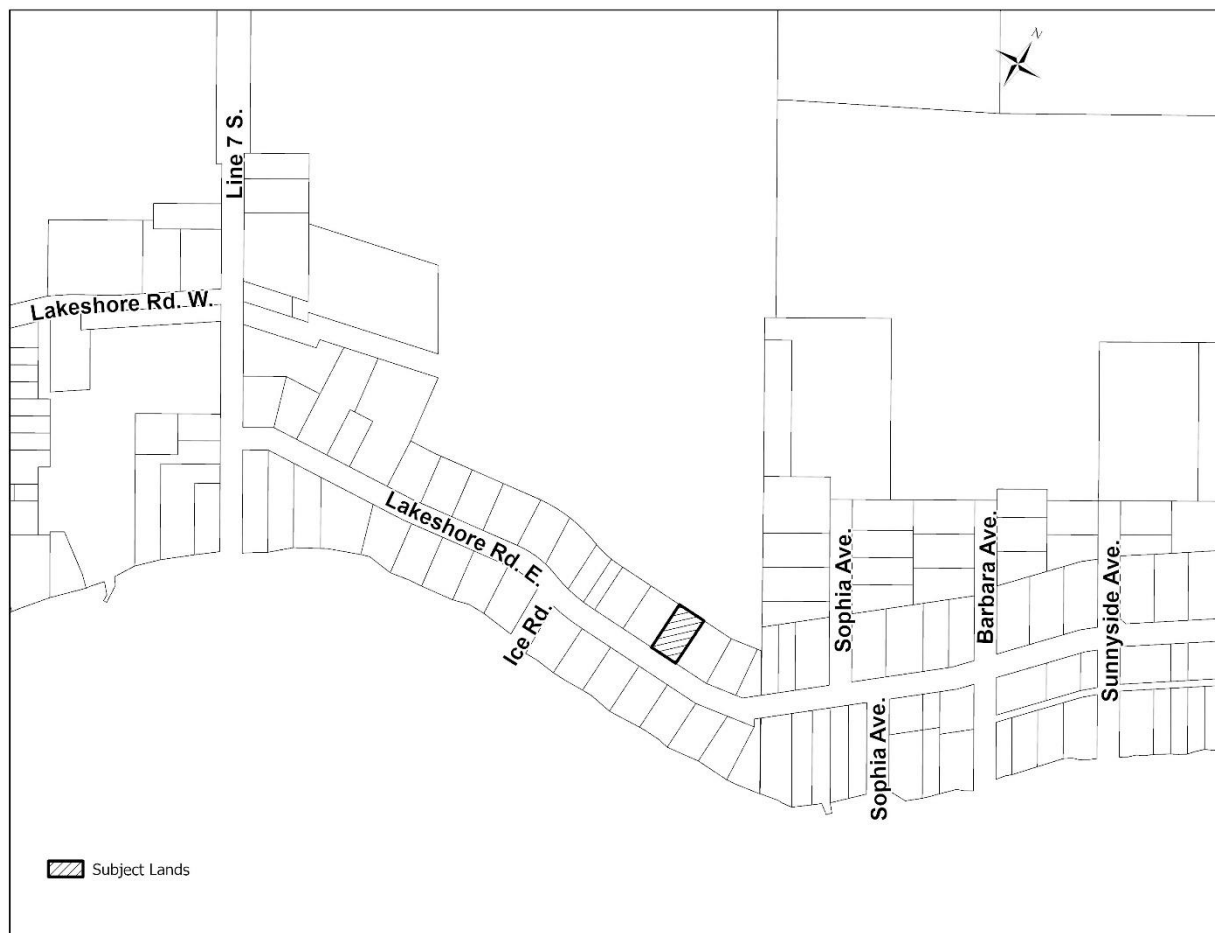 N
Line 7 S.
Lakeshore Rd. W.
Lakeshore Rd. E.
Ice Rd.
Sophia Ave.
Barbara Ave.
Sunnyside Ave.
Sophia Ave.
Subject Lands